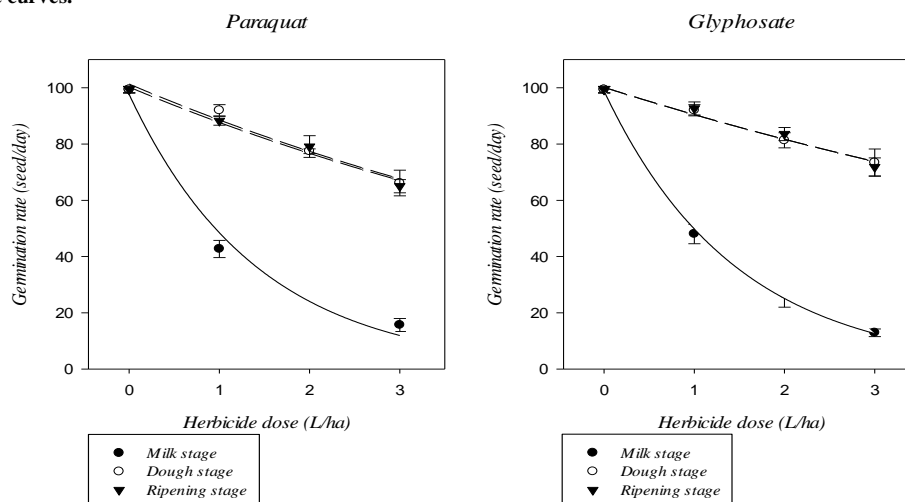 curves.
Paraquat
Germination rate (seed/day)
100
80
60
40
20
0
0 1 2 3
Herbicide dose (L/ha)
Milk stage
Dough stage
Ripening stage
Glyphosate
Germination rate (seed/day)
100
80
60
40
20
0
0 1 2 3
Herbicide dose (L/ha)
Milk stage
Dough stage
Ripening stage